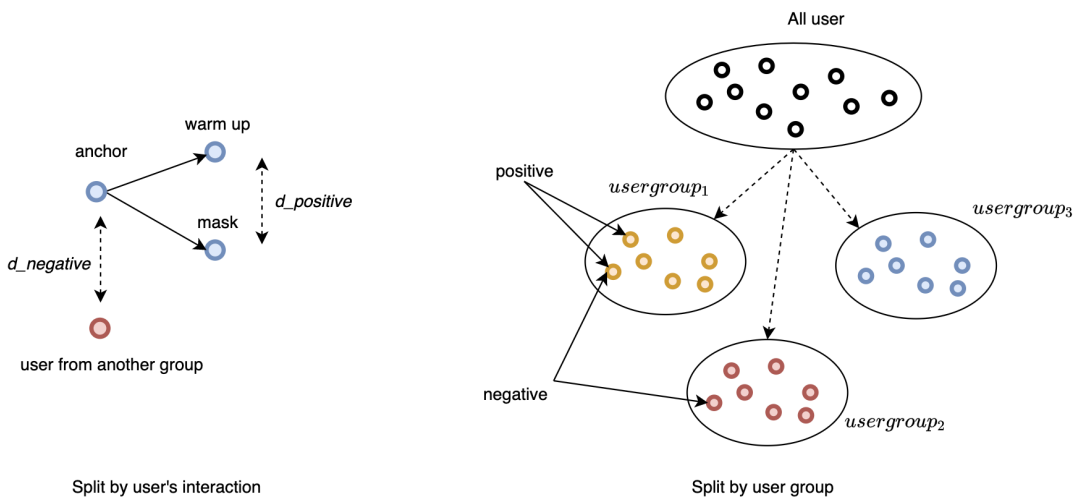 All user
warm up
anchor
positive
usergroup₁
d_positive
usergroup₃
mask
d_negative
user from another group
negative
usergroup₂
Split by user's interaction
Split by user group